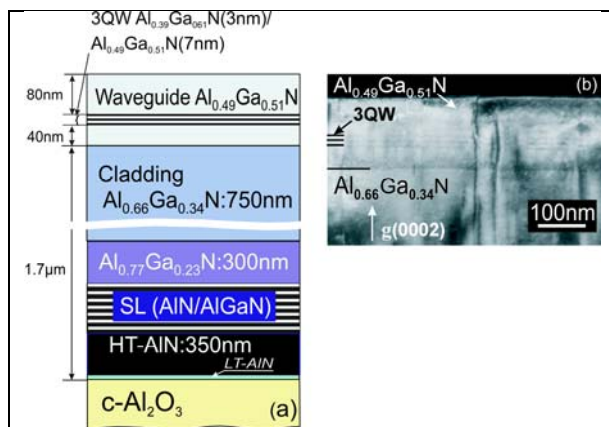 3QW Al0.39Ga061N(3nm)/
Al0.49Ga0.51N(7nm)
80nm
Waveguide Al0.49Ga0.51N
40nm
Cladding
Al0.66Ga0.34N:750nm
1.7μm
Al0.77Ga0.23N:300nm
SL (AlN/AlGaN)
HT-AlN:350nm
LT-AlN
c-Al2O3
(a)
Al0.49Ga0.51N
(b)
3QW
Al0.66Ga0.34N
g(0002)
100nm